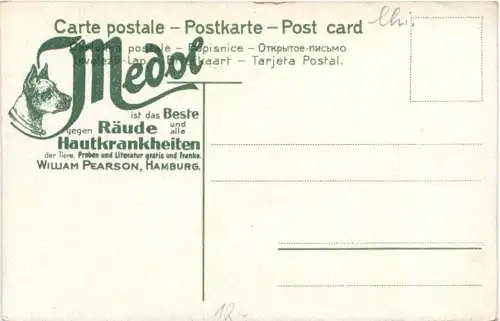 Carte postale – Postkarte – Post card
postale – Dopisnice – Открытое-письмо
Levelező-Lap – Briefkaart – Tarjeta Postal.
Medol
ist das Beste
gegen Räude und alle
Hautkrankheiten
der Tiere. Proben und Literatur gratis und franko.
WILLIAM PEARSON, HAMBURG.
12.-